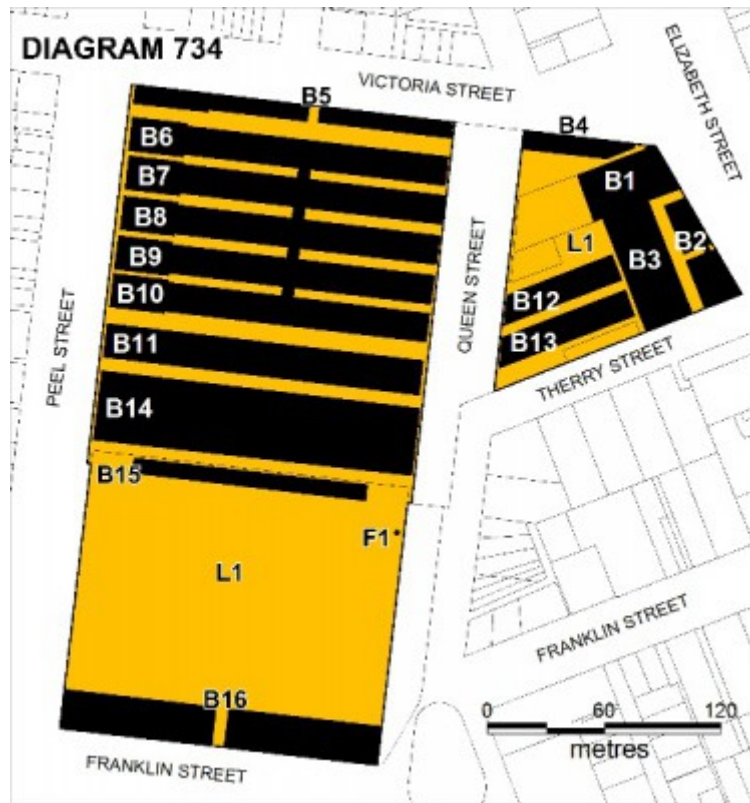 DIAGRAM 734
VICTORIA STREET
ELIZABETH STREET
B5
B4
B6
B1
B7
B8
L1
B2
B9
B3
B10
B12
QUEEN STREET
B11
B13
PEEL STREET
THERRY STREET
B14
B15
F1
L1
FRANKLIN STREET
B16
0 60 120
metres
FRANKLIN STREET